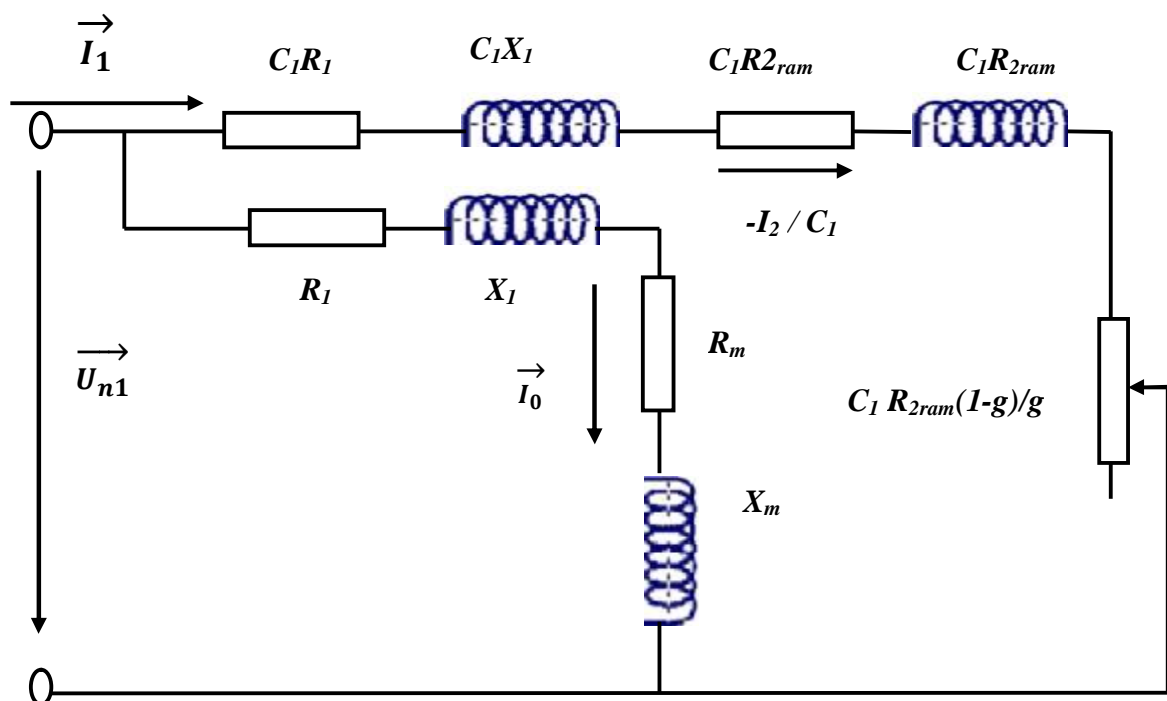 I₁
C₁R₁
C₁X₁
C₁R2ᵣₐₘ
C₁R₂ᵣₐₘ
-I₂ / C₁
R₁
X₁
Rₘ
Uₙ₁
I₀
C₁ R₂ᵣₐₘ(1-g)/g
Xₘ